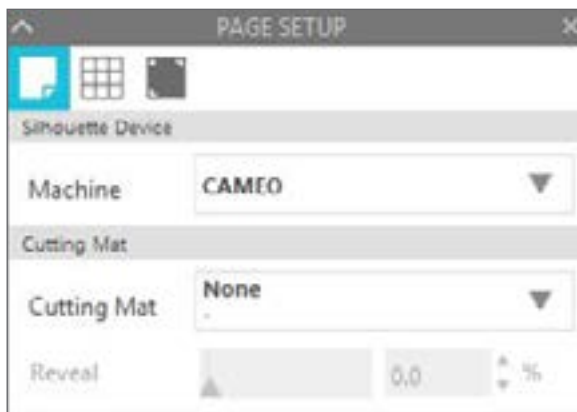 PAGE SETUP
Silhouette Device
Machine CAMEO
Cutting Mat
Cutting Mat None
-
Reveal 0.0 %